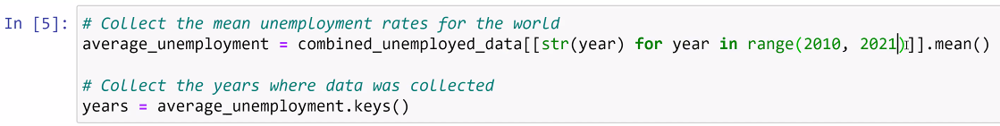 In [5]: # Collect the mean unemployment rates for the world
average_unemployment = combined_unemployed_data[[str(year) for year in range(2010, 2021)]].mean()
# Collect the years where data was collected
years = average_unemployment.keys()